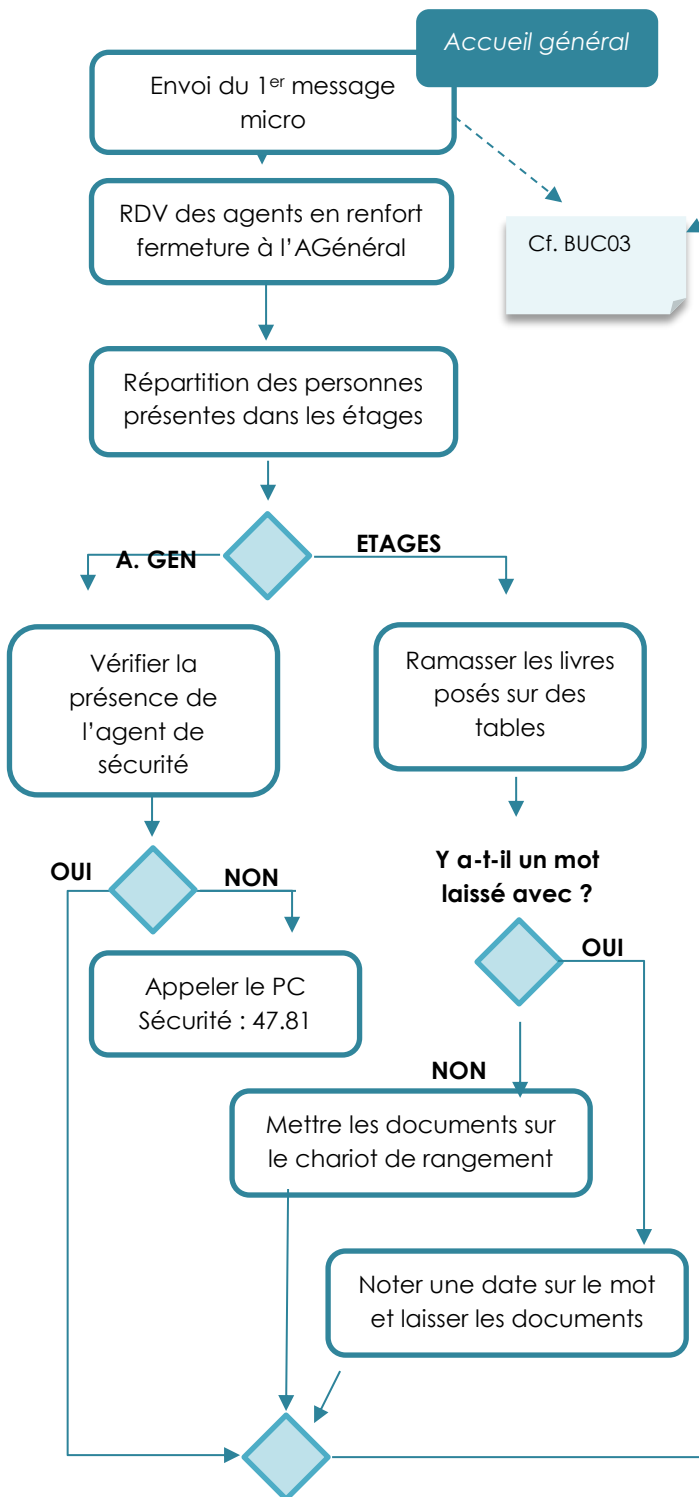 Accueil général
Envoi du 1er message
micro
RDV des agents en renfort
fermeture à l'AGénéral
Cf. BUC03
Répartition des personnes
présentes dans les étages
A. GEN
ETAGES
Vérifier la
présence de
l'agent de
sécurité
Ramasser les livres
posés sur des
tables
OUI
NON
Y a-t-il un mot
laissé avec ?
OUI
Appeler le PC
Sécurité : 47.81
NON
Mettre les documents sur
le chariot de rangement
Noter une date sur le mot
et laisser les documents